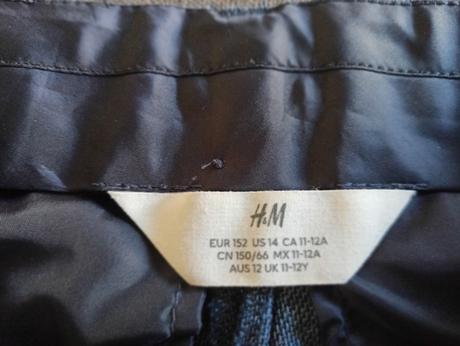 H&M
EUR 152 US 14 CA 11-12A
CN 150/66 MX 11-12A
AUS 12 UK 11-12Y